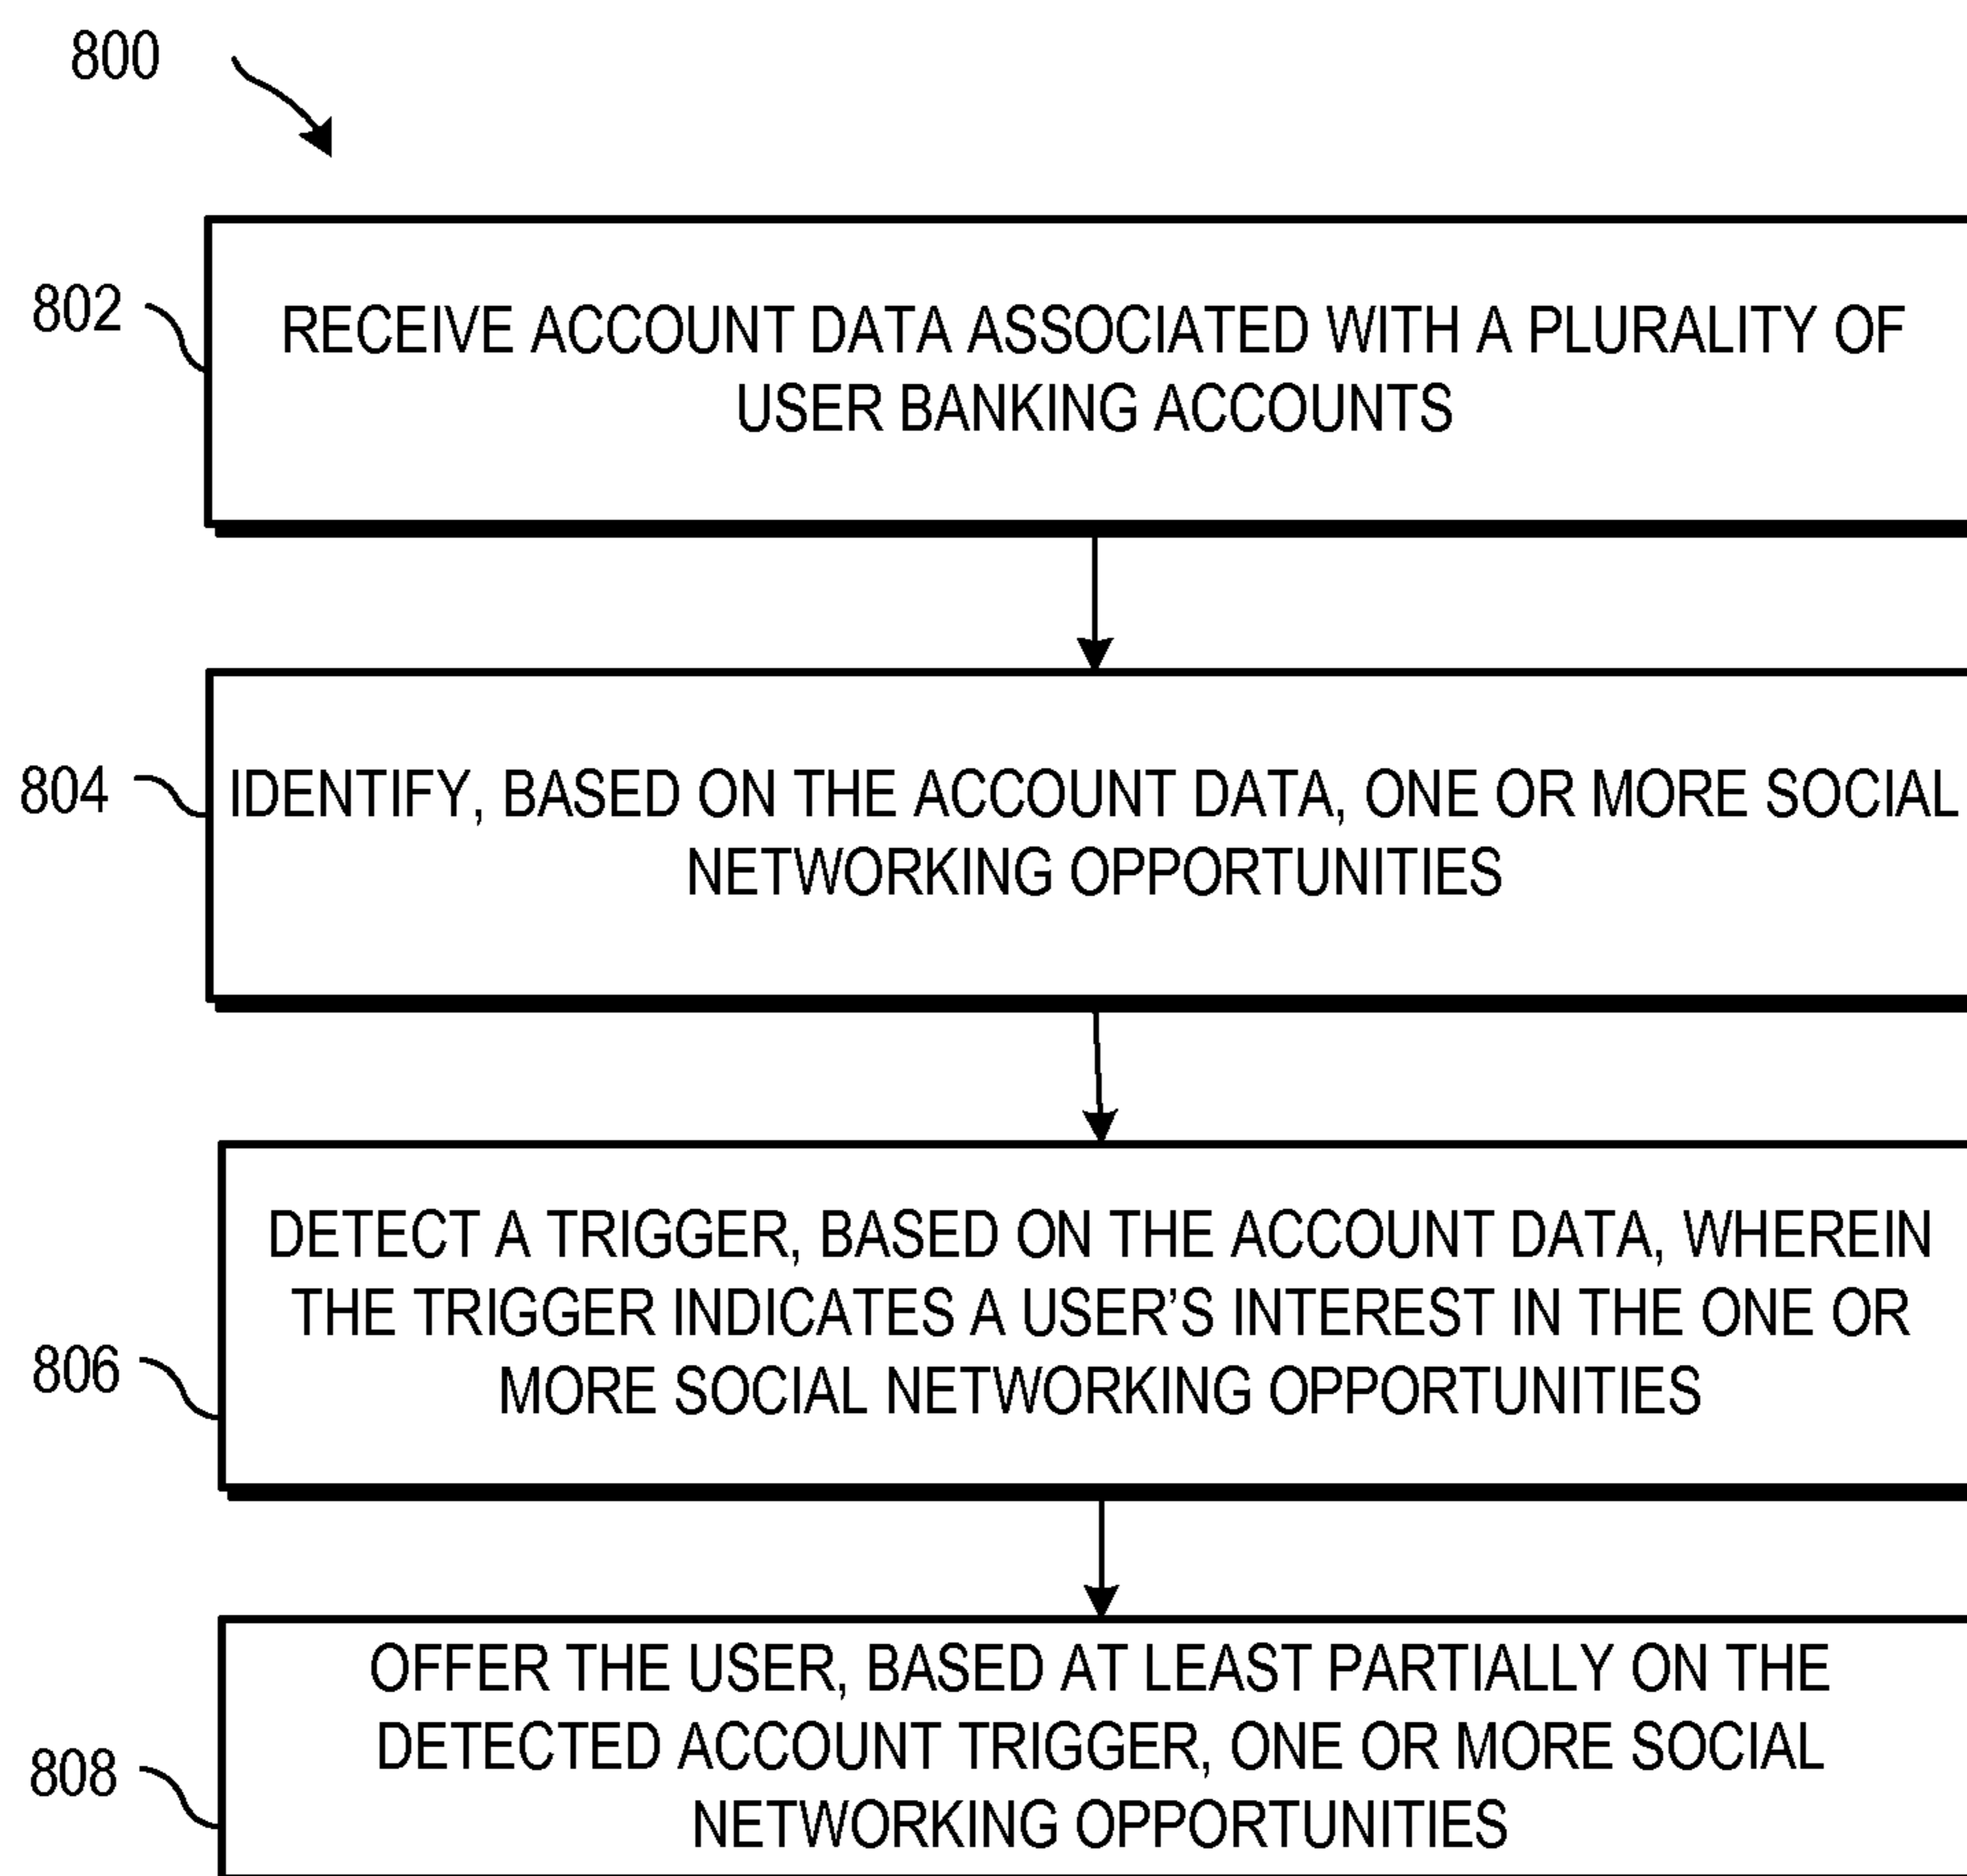 800
802
RECEIVE ACCOUNT DATA ASSOCIATED WITH A PLURALITY OF
USER BANKING ACCOUNTS
804
IDENTIFY, BASED ON THE ACCOUNT DATA, ONE OR MORE SOCIAL
NETWORKING OPPORTUNITIES
DETECT A TRIGGER, BASED ON THE ACCOUNT DATA, WHEREIN
THE TRIGGER INDICATES A USER’S INTEREST IN THE ONE OR
806
MORE SOCIAL NETWORKING OPPORTUNITIES
OFFER THE USER, BASED AT LEAST PARTIALLY ON THE
DETECTED ACCOUNT TRIGGER, ONE OR MORE SOCIAL
808
NETWORKING OPPORTUNITIES